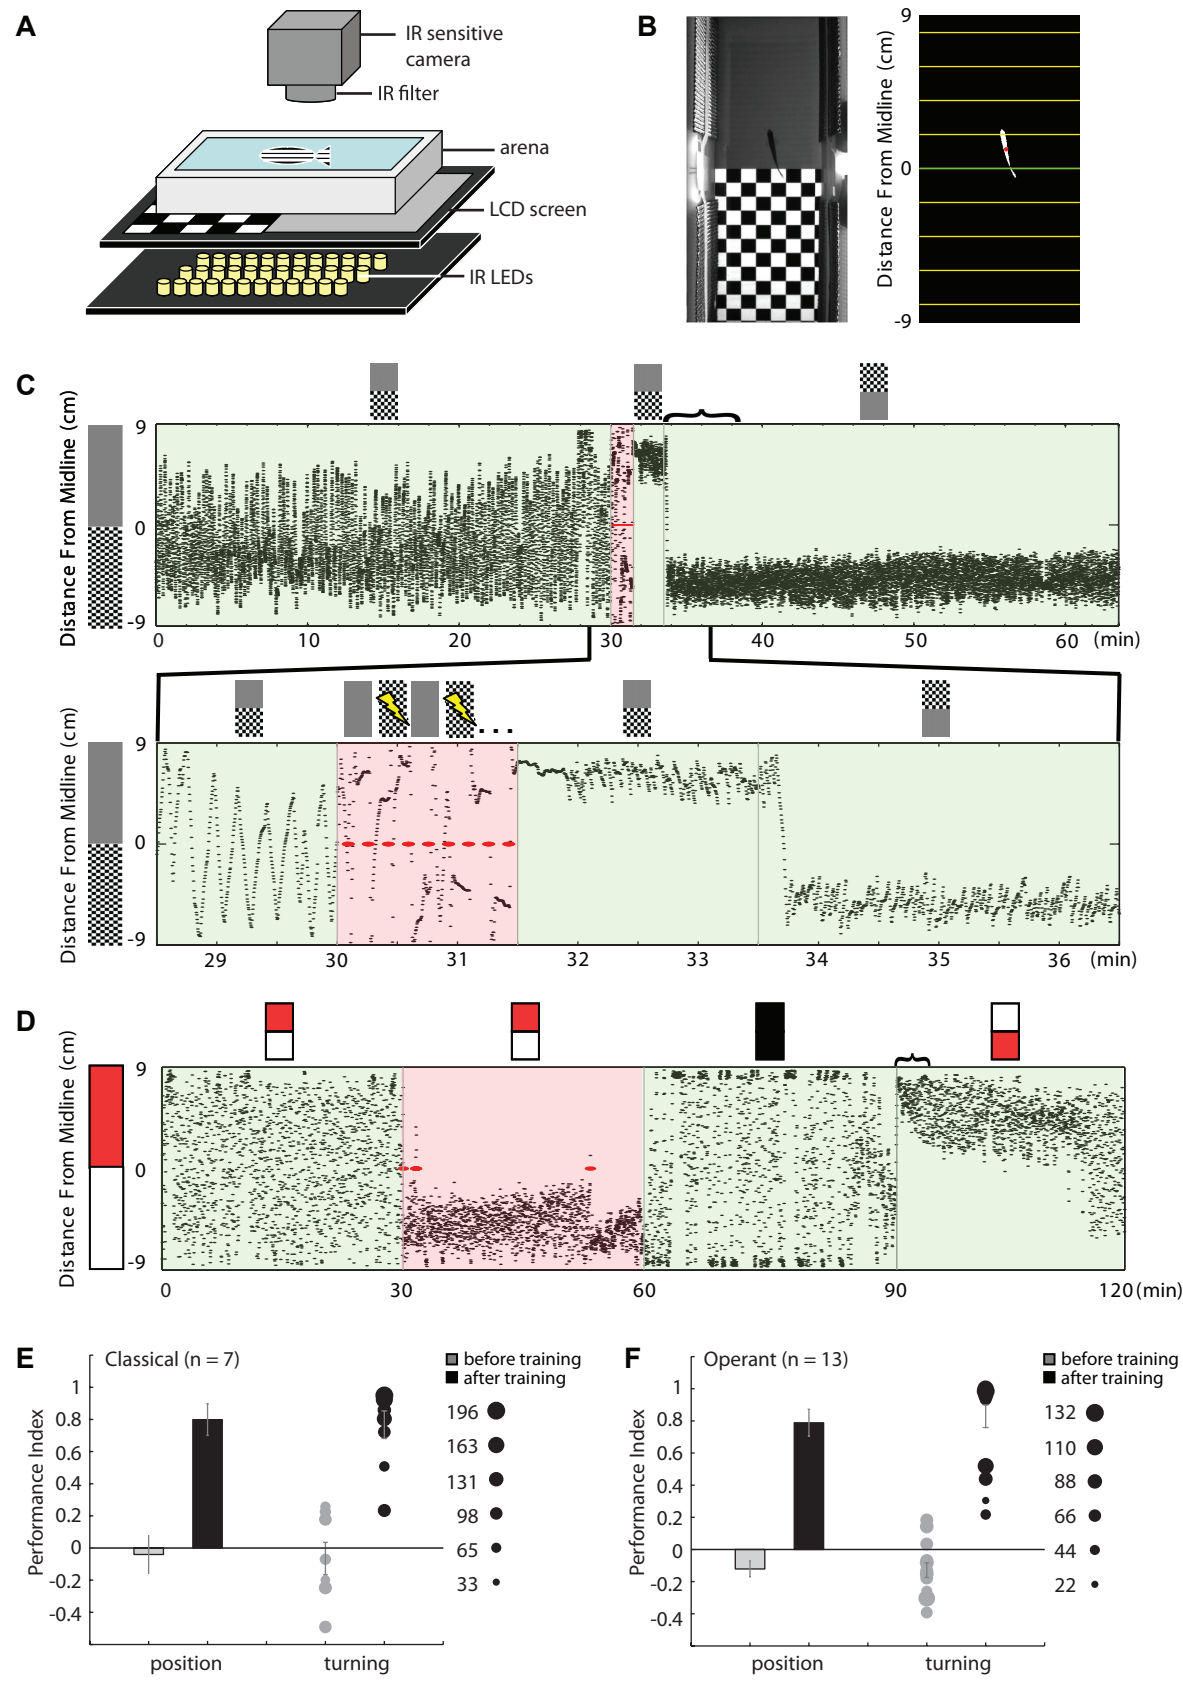 A
IR sensitive
camera
IR filter
arena
LCD screen
IR LEDs
B
Distance From Midline (cm)
9
0
-9
C
Distance From Midline (cm)
9
0
-9
0 10 20 30 40 50 60 (min)
. . .
Distance From Midline (cm)
9
0
-9
29 30 31 32 33 34 35 36 (min)
D
Distance From Midline (cm)
9
0
-9
0 30 60 90 120 (min)
E
Classical (n = 7)
before training
after training
Performance Index
1
0.8
0.6
0.4
0.2
0
-0.2
-0.4
position turning
196
163
131
98
65
33
F
Operant (n = 13)
before training
after training
Performance Index
1
0.8
0.6
0.4
0.2
0
-0.2
-0.4
position turning
132
110
88
66
44
22